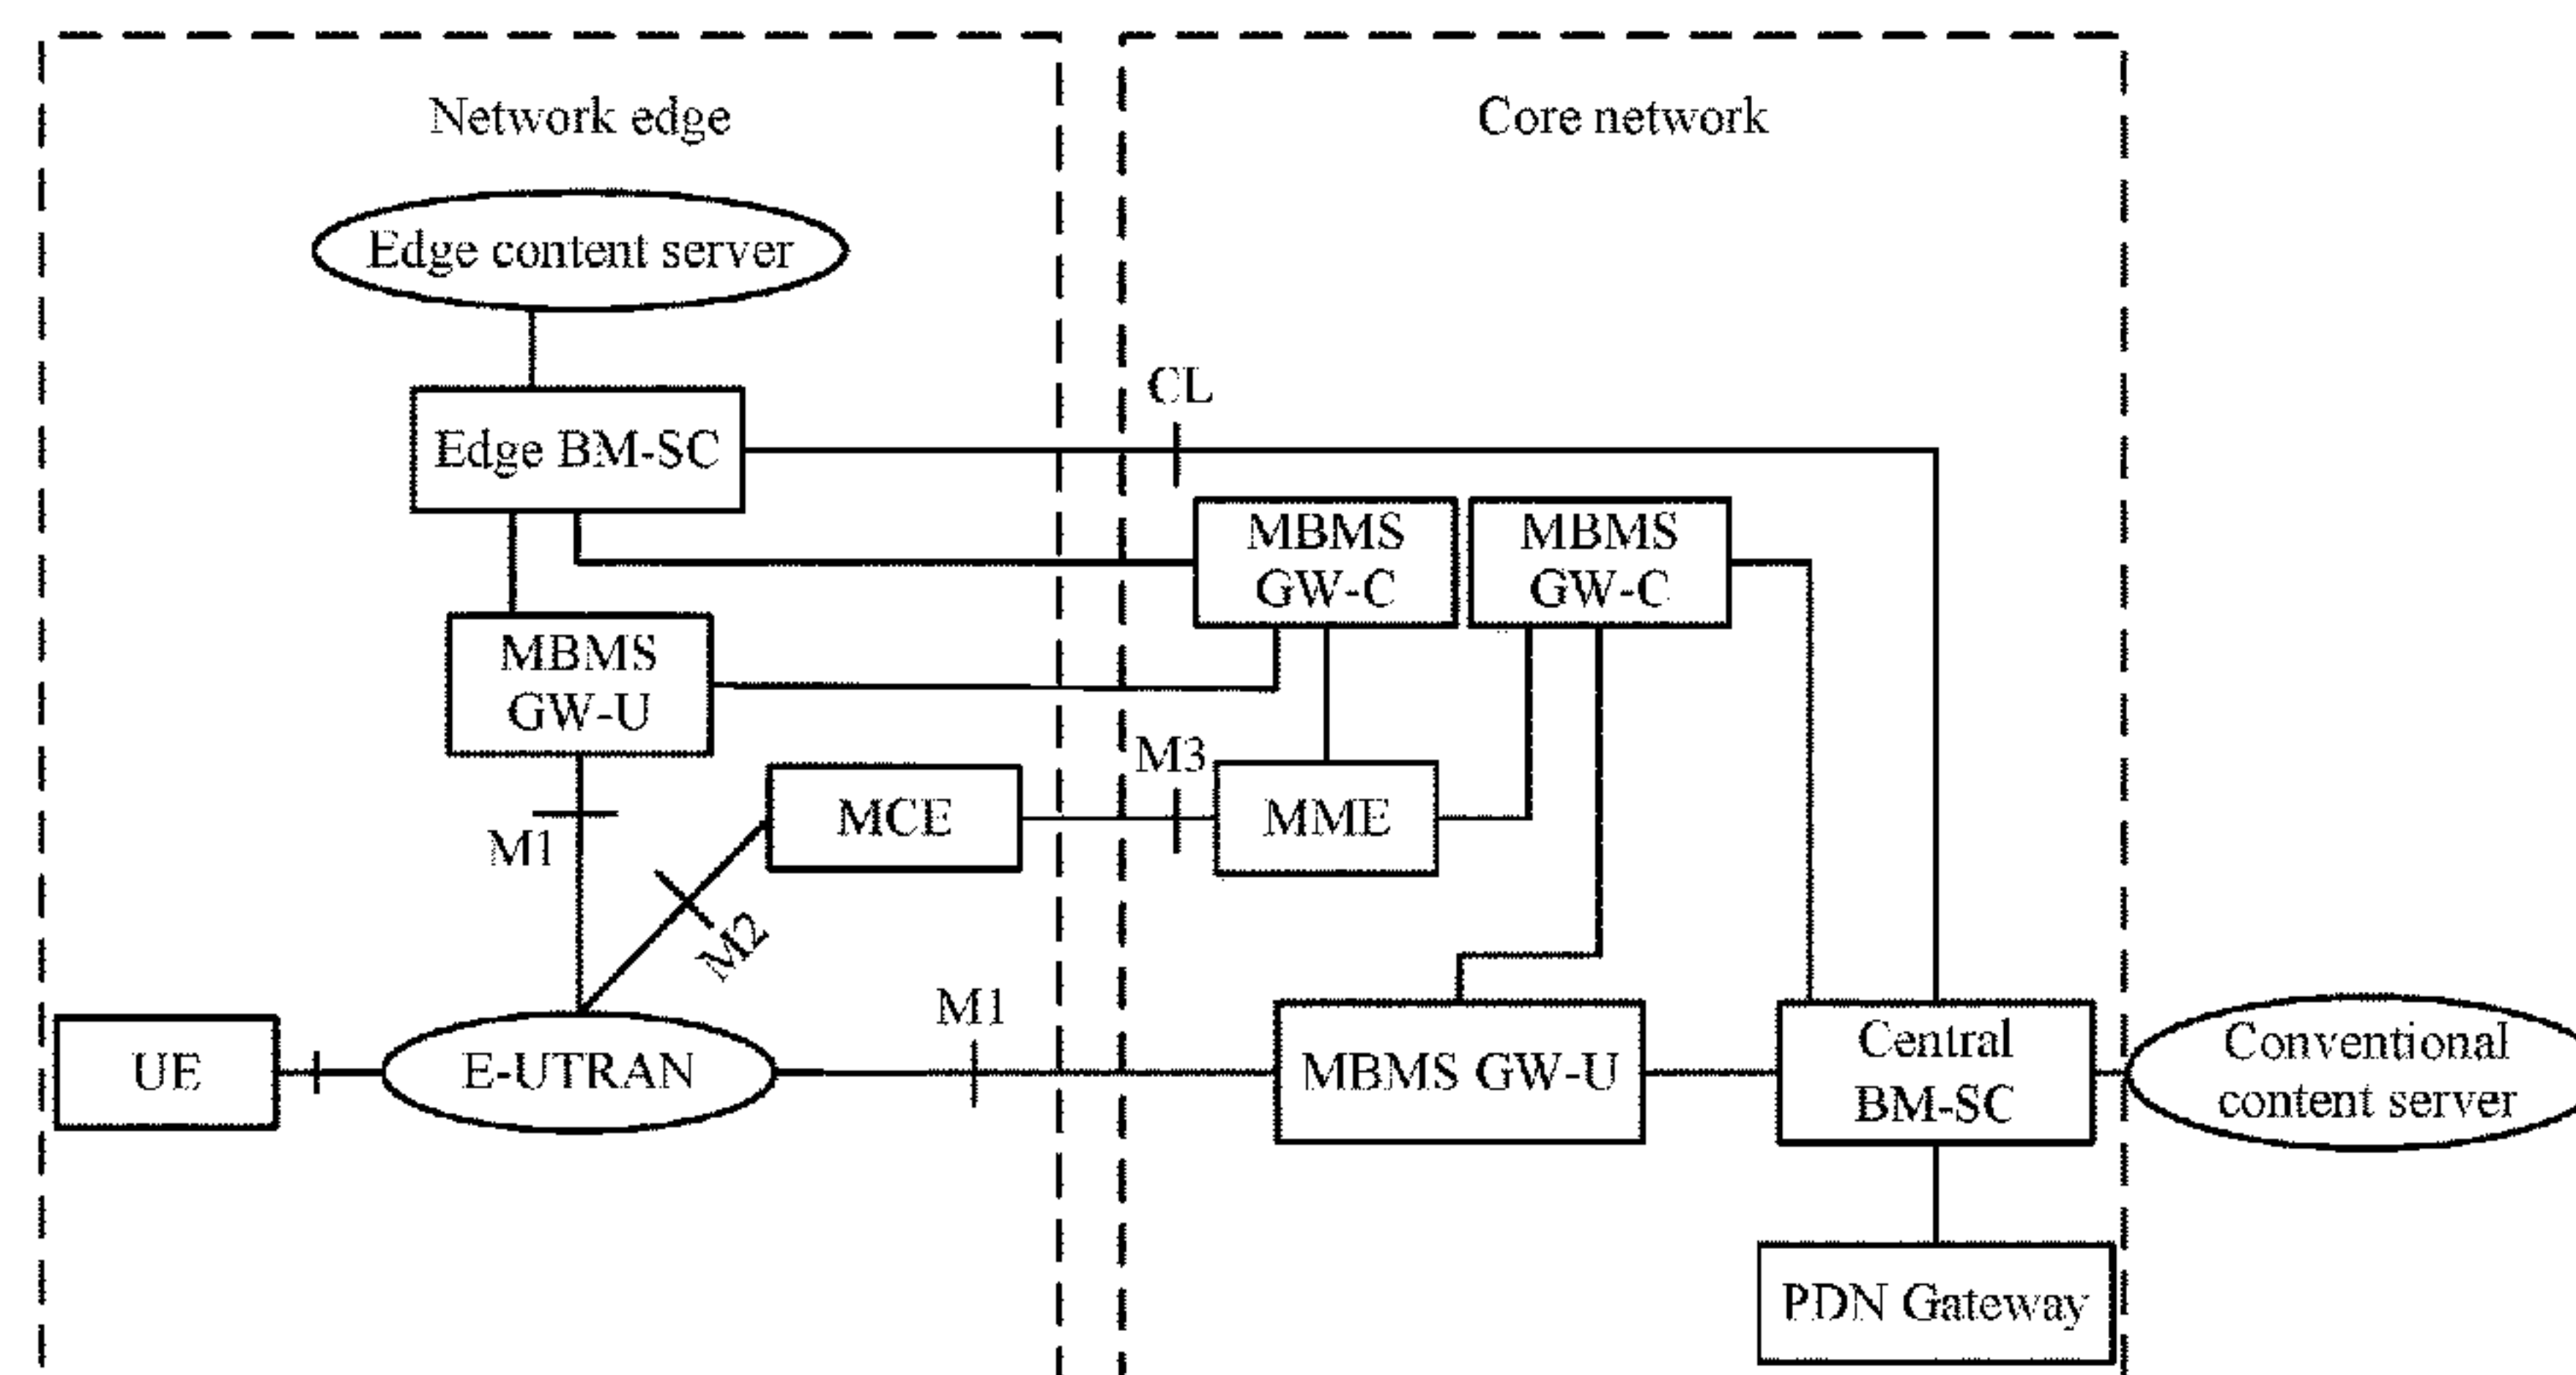 Network edge
Core network
Edge content server
CL
Edge BM-SC
MBMS
GW-C
MBMS
GW-C
MBMS
GW-U
M3
MCE
MME
M1
M2
M1
UE
E-UTRAN
MBMS GW-U
Central
BM-SC
Conventional
content server
PDN Gateway